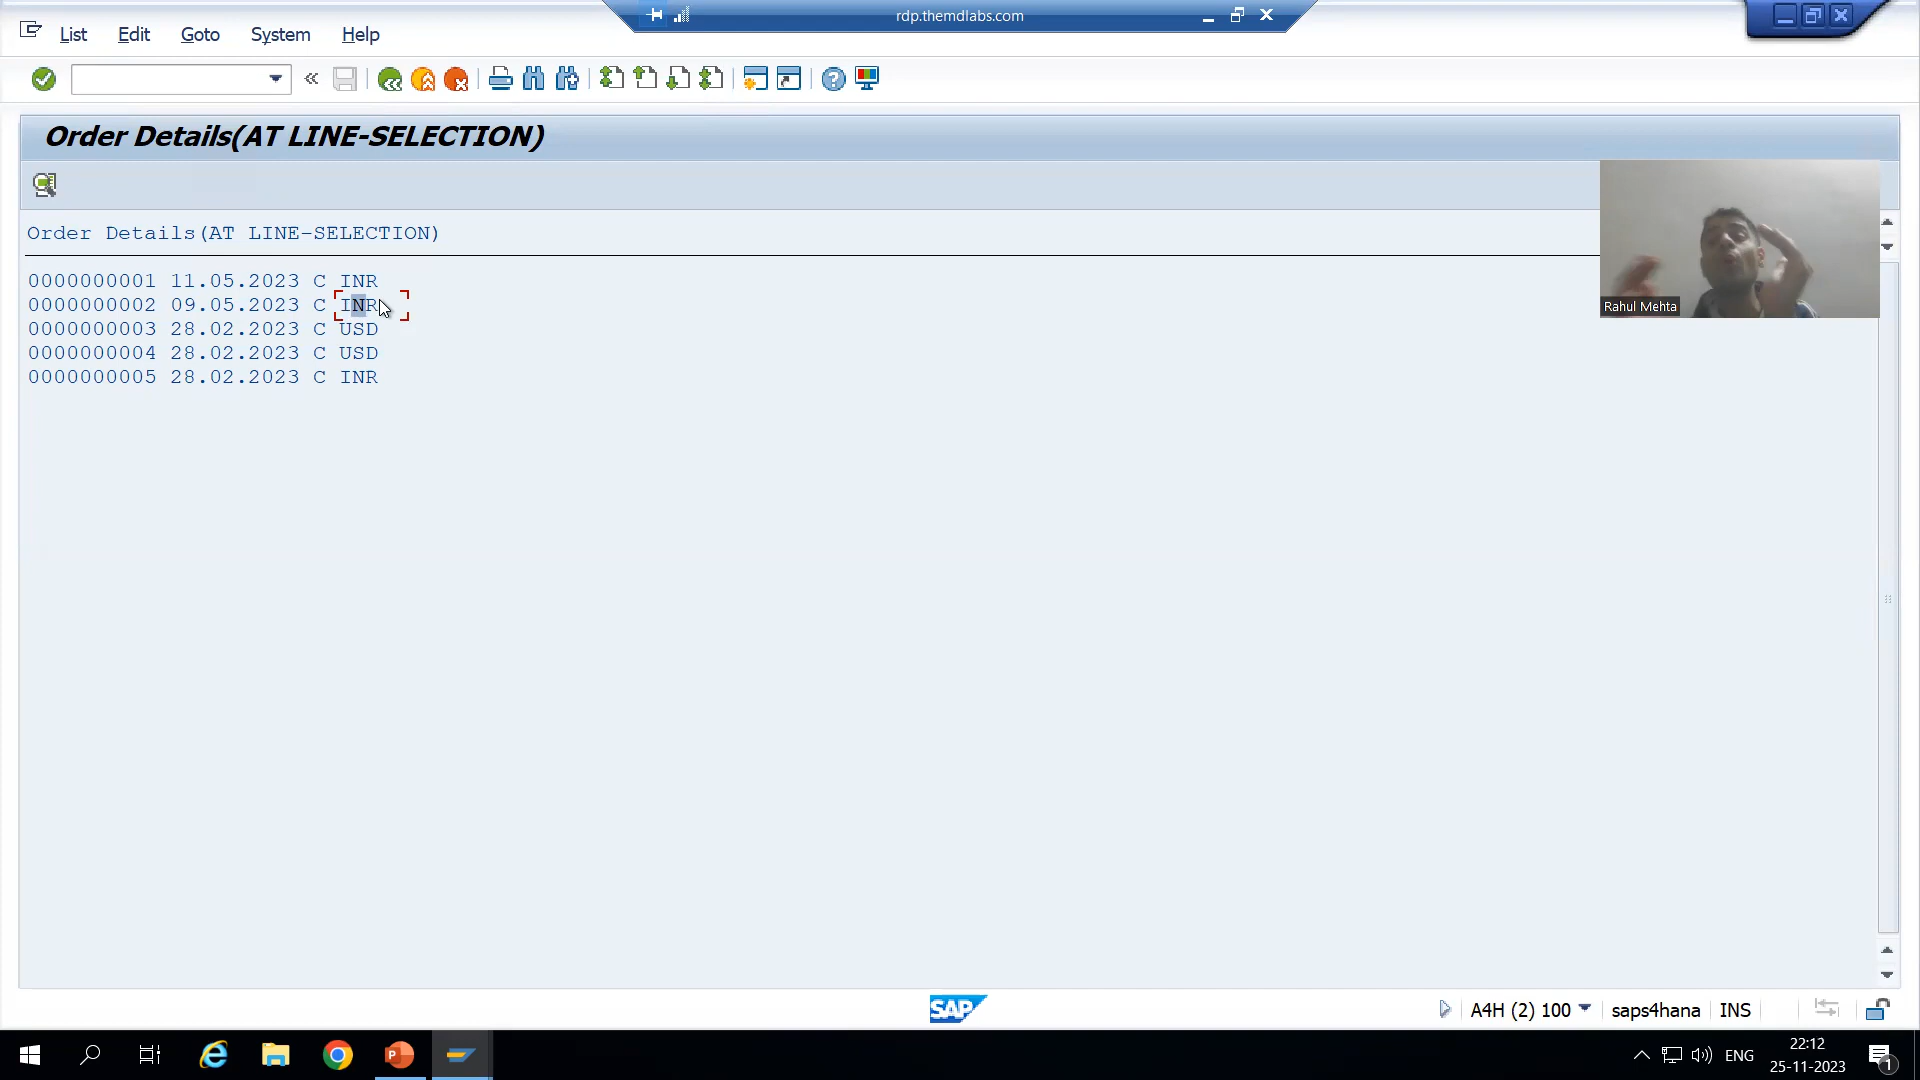 rdp.themdlabs.com
List Edit Goto System Help
Order Details(AT LINE-SELECTION)
Order Details(AT LINE-SELECTION)
0000000001 11.05.2023 C INR
0000000002 09.05.2023 C INR
0000000003 28.02.2023 C USD
0000000004 28.02.2023 C USD
0000000005 28.02.2023 C INR
Rahul Mehta
SAP
A4H (2) 100 saps4hana INS
ENG
22:12
25-11-2023
1